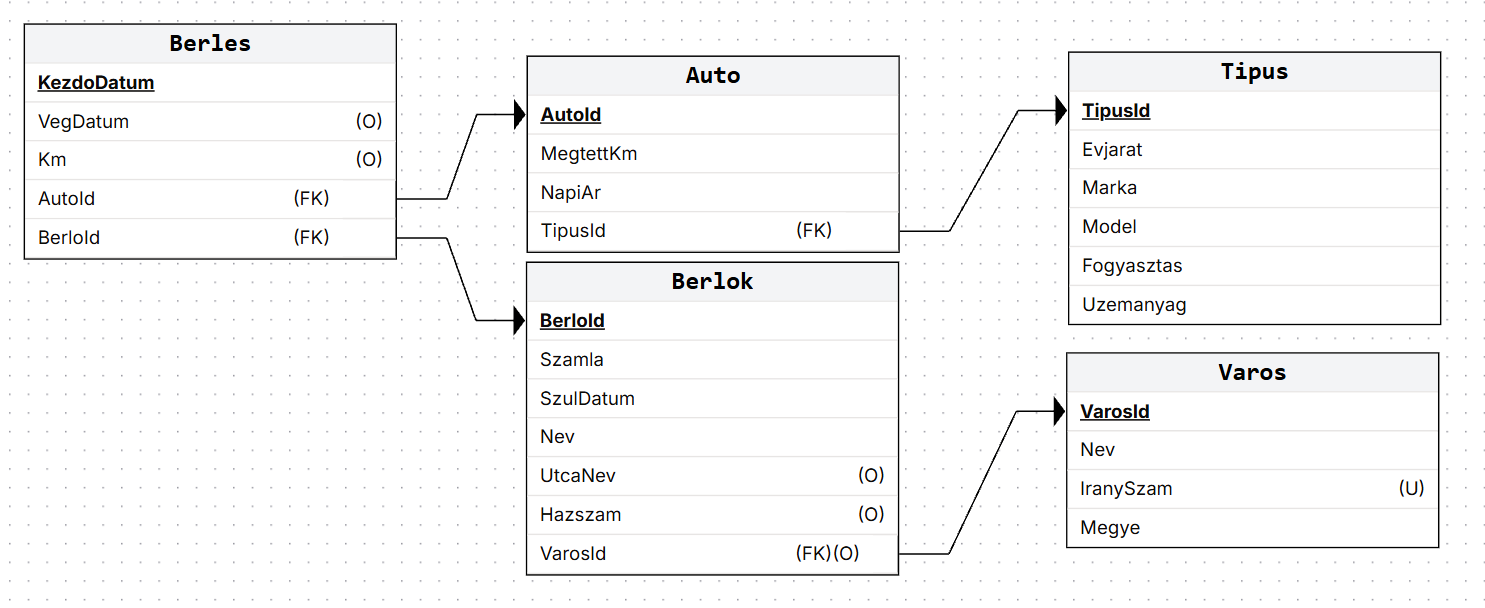 Berles
KezdoDatum
VegDatum (O)
Km (O)
AutoId (FK)
BerloId (FK)
Auto
AutoId
MegtettKm
NapiAr
TipusId (FK)
Berlok
BerloId
Szamla
SzulDatum
Nev
UtcaNev (O)
Hazszam (O)
VarosId (FK)(O)
Tipus
TipusId
Evjarat
Marka
Model
Fogyasztas
Uzemanyag
Varos
VarosId
Nev
IranySzam (U)
Megye